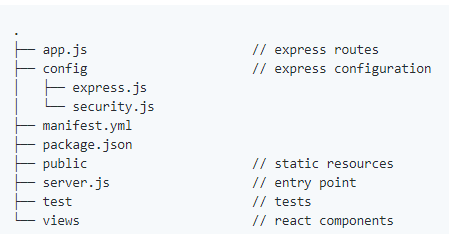 .
├── app.js                      // express routes
├── config                      // express configuration
│   ├── express.js
│   └── security.js
├── manifest.yml
├── package.json
├── public                      // static resources
├── server.js                   // entry point
├── test                        // tests
└── views                       // react components